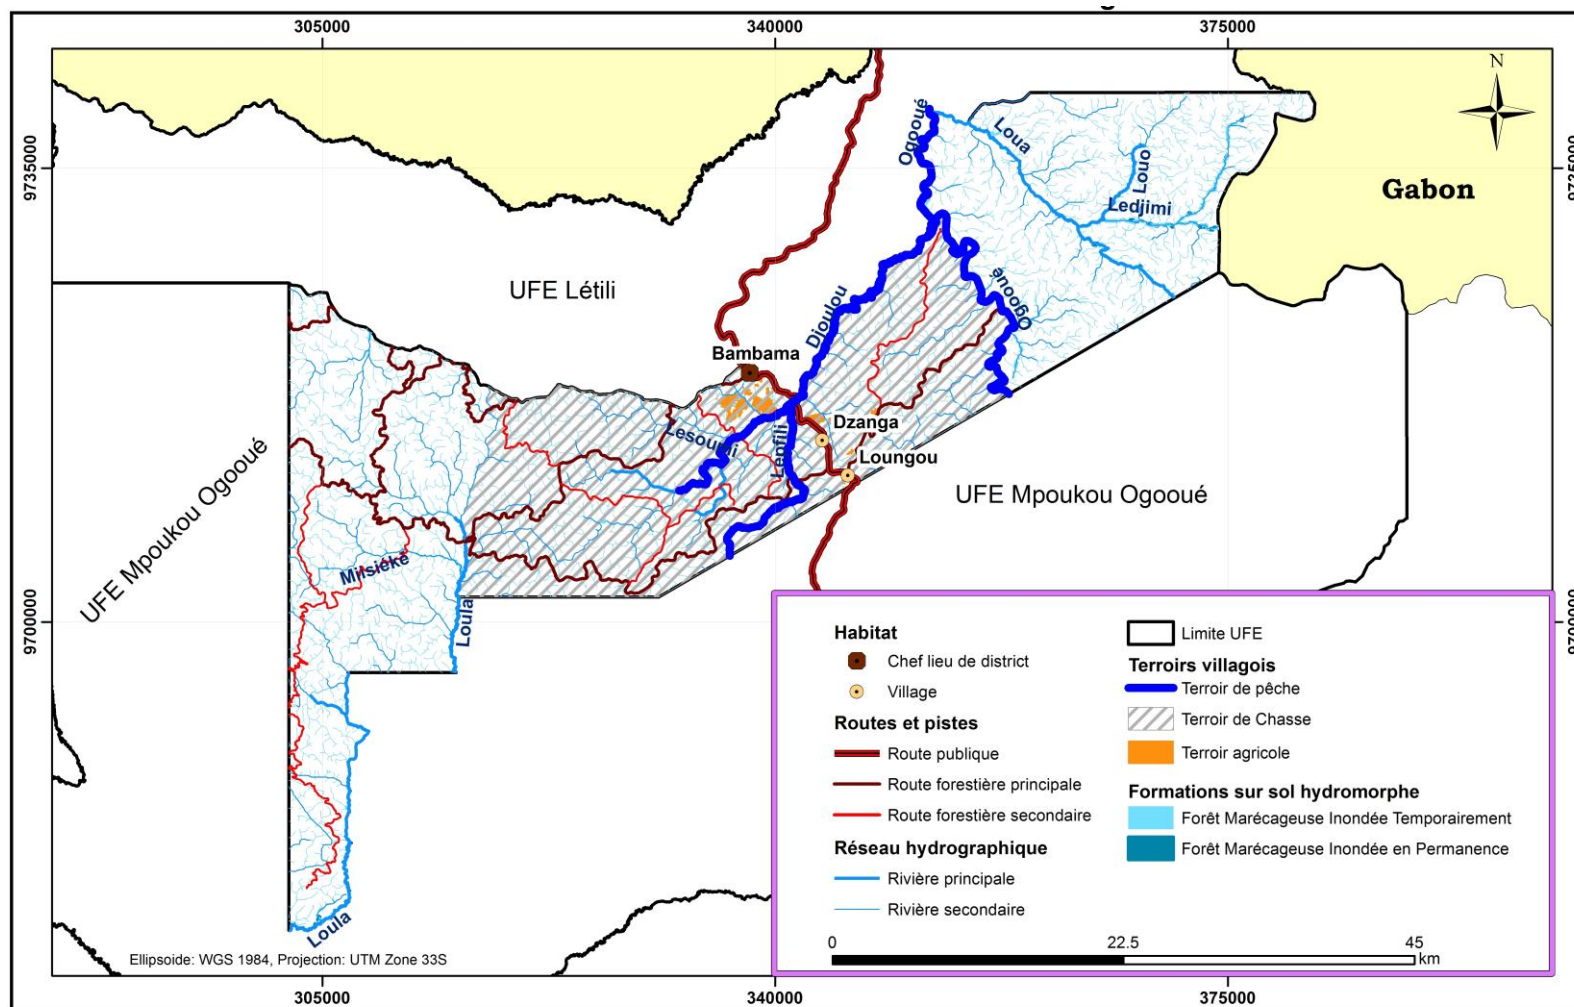 305000
340000
375000
N
9735000
9735000
Ogooué
Loua
Louo
Ledjimi
Gabon
UFE Létili
Djoulou
Ogooué
Bambama
Dzanga
Lesoumi
Lenfili
Loungou
UFE Mpoukou Ogooué
UFE Mpoukou Ogooué
Misiéké
Loula
9700000
9700000
Loula
Habitat
Chef lieu de district
Village
Routes et pistes
Route publique
Route forestière principale
Route forestière secondaire
Réseau hydrographique
Rivière principale
Rivière secondaire
Limite UFE
Terroirs villagois
Terroir de pêche
Terroir de Chasse
Terroir agricole
Formations sur sol hydromorphe
Forêt Marécageuse Inondée Temporairement
Forêt Marécageuse Inondée en Permanence
0 22.5 45
km
Ellipsoide: WGS 1984, Projection: UTM Zone 33S
305000
340000
375000